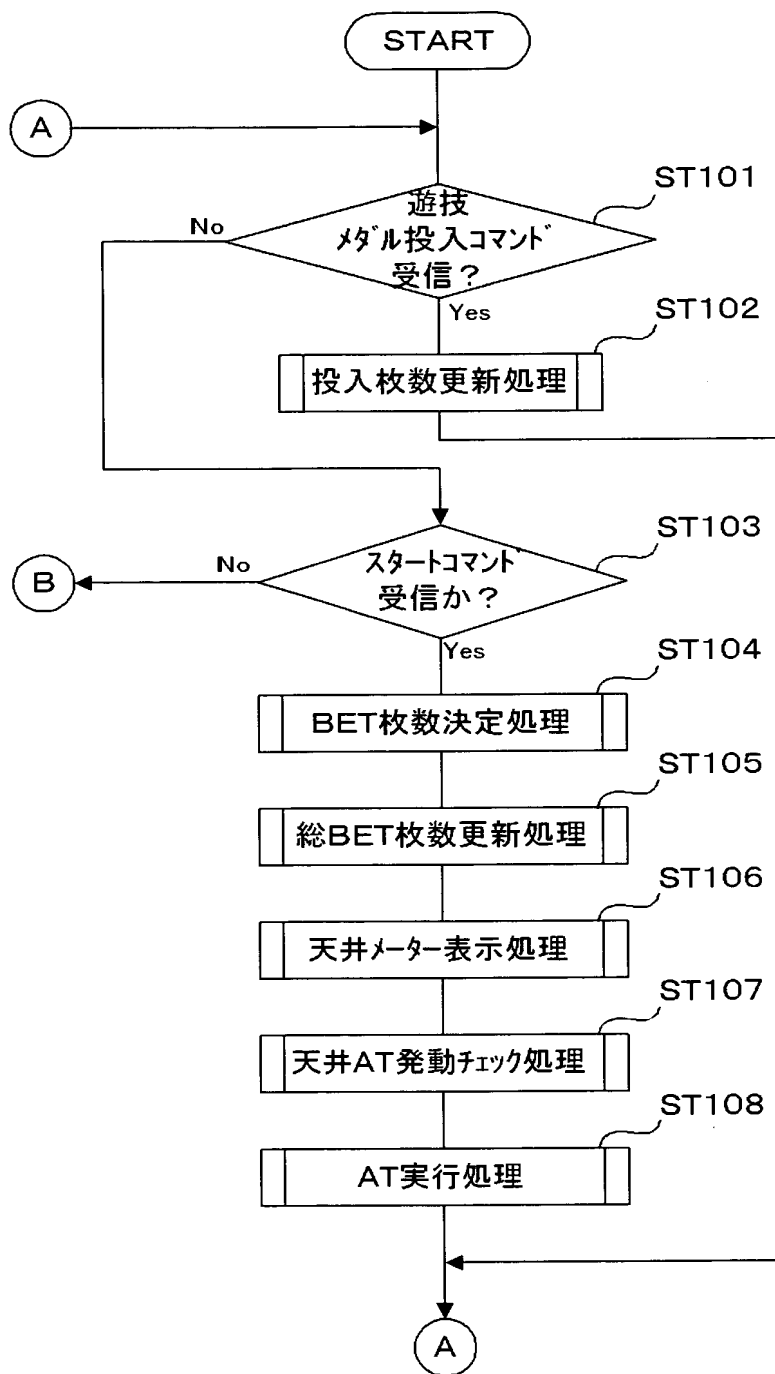 START
A
ST101
遊技
メダル投入コマンド
受信?
No
Yes
ST102
投入枚数更新処理
ST103
スタートコマンド
受信か?
No
B
Yes
ST104
BET枚数決定処理
ST105
総BET枚数更新処理
ST106
天井メーター表示処理
ST107
天井AT発動チェック処理
ST108
AT実行処理
A